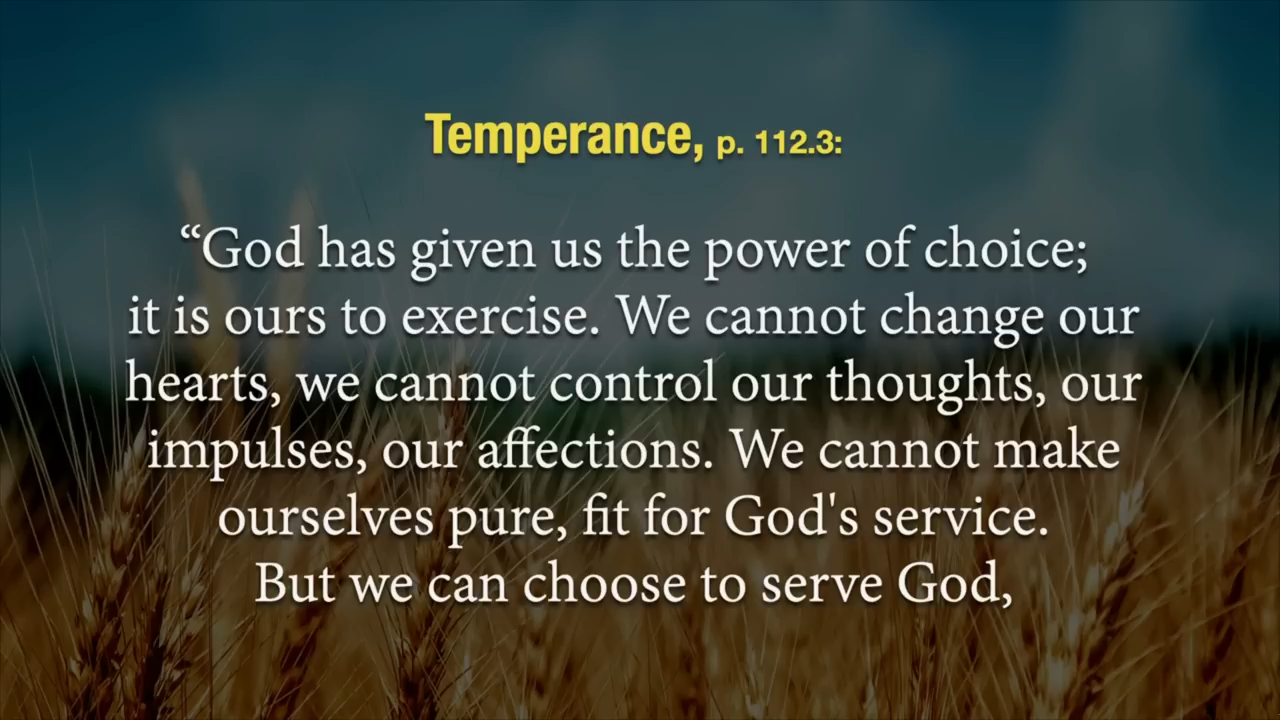 Temperance, p. 112.3:
“God has given us the power of choice;
it is ours to exercise. We cannot change our
hearts, we cannot control our thoughts, our
impulses, our affections. We cannot make
ourselves pure, fit for God's service.
But we can choose to serve God,